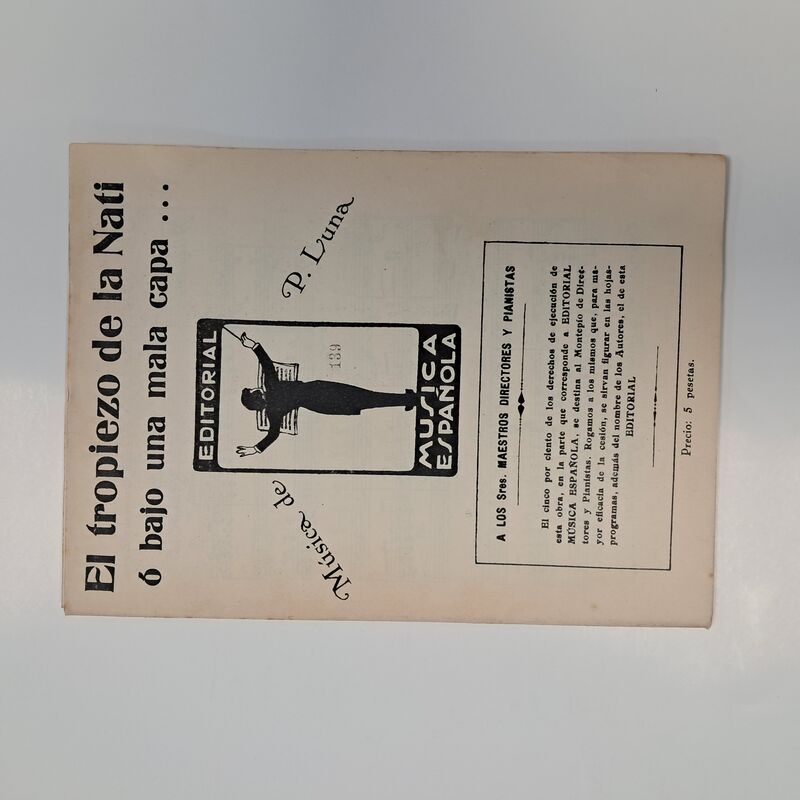 El tropiezo de la Nati
ó bajo una mala capa ...
Música de
P. Luna
EDITORIAL
139
MUSICA
ESPAÑOLA
A LOS Sres. MAESTROS DIRECTORES Y PIANISTAS
El cinco por ciento de los derechos de ejecución de
esta obra, en la parte que corresponde a EDITORIAL
MÚSICA ESPAÑOLA, se destina al Montepío de Direc-
tores y Pianistas. Rogamos a los mismos que, para ma-
yor eficacia de la cesión, se sirvan figurar en las hojas-
programas, además del nombre de los Autores, el de esta
EDITORIAL
Precio: 5 pesetas.